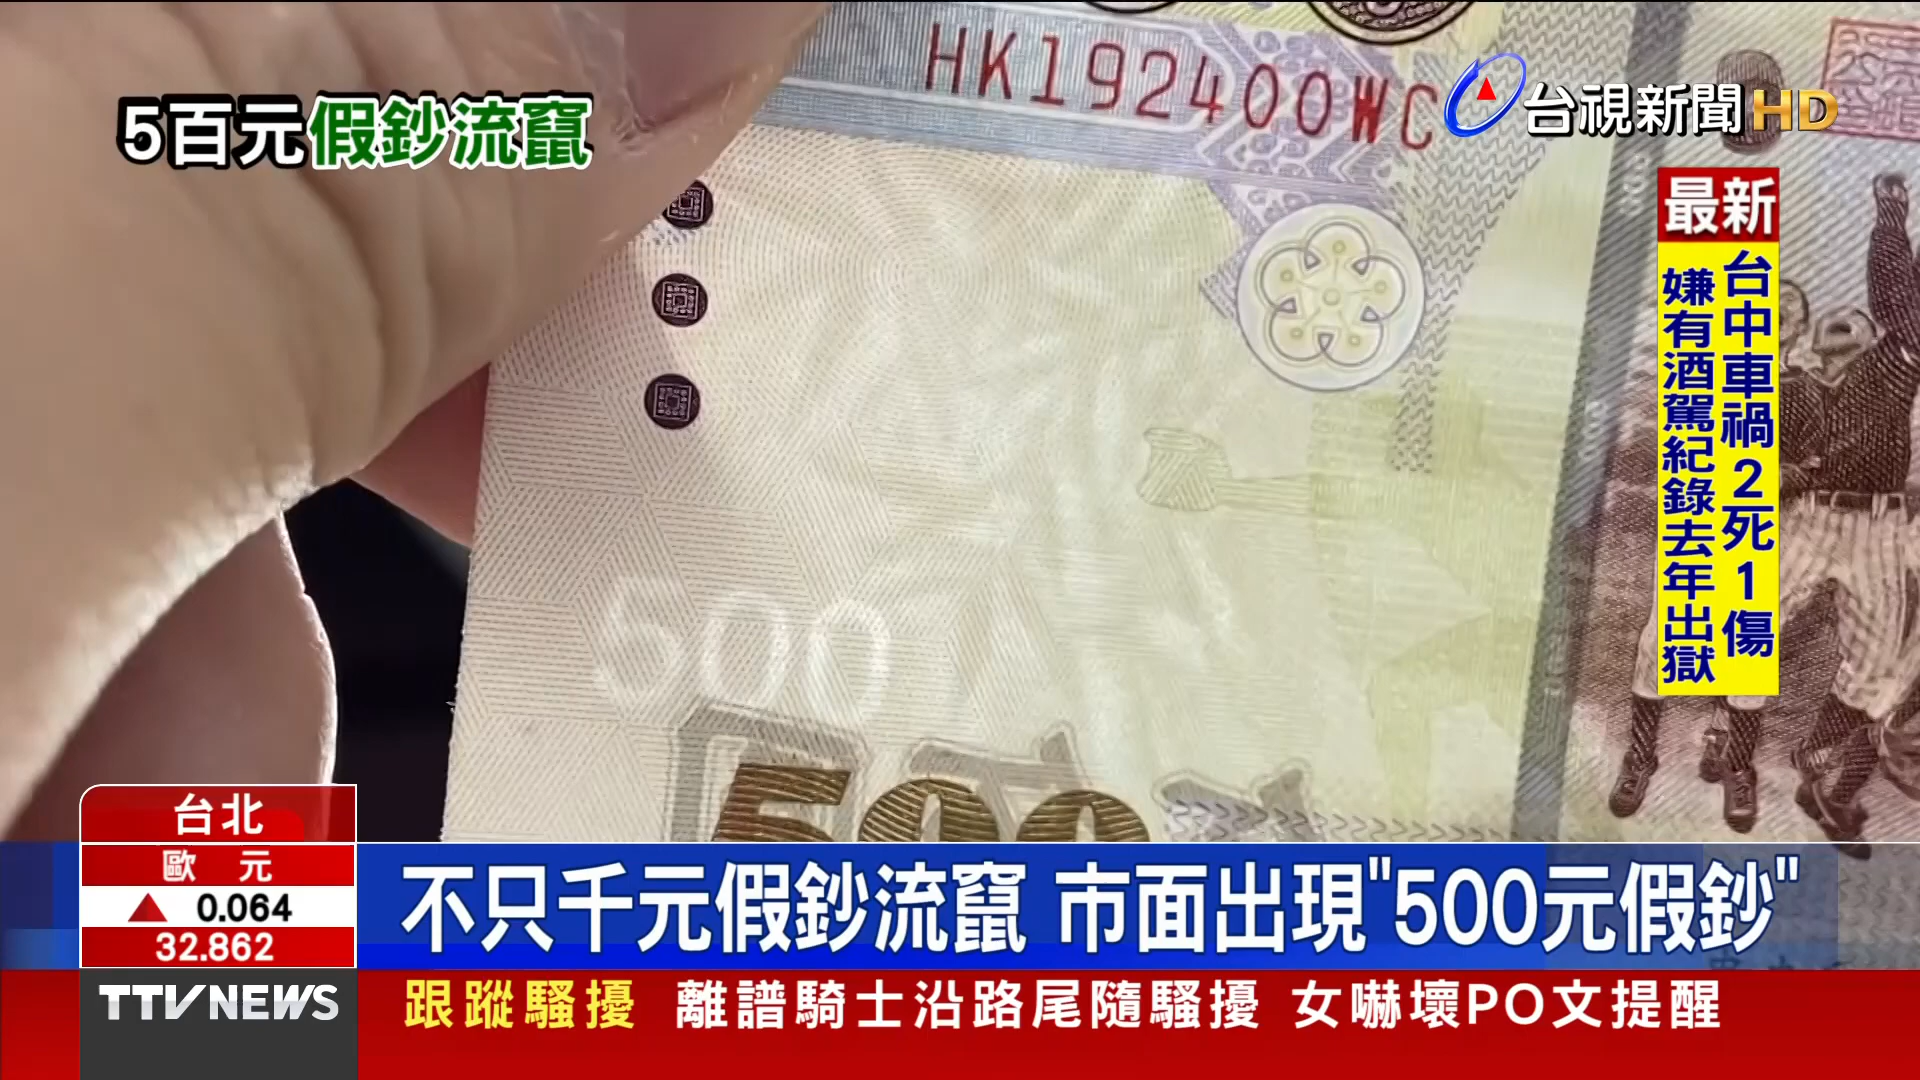 HK192400WC
台視新聞HD
5百元假鈔流竄
最新
台中車禍2死1傷
嫌有酒駕紀錄去年出獄
500
500
台北
歐元
0.064
32.862
不只千元假鈔流竄 市面出現"500元假鈔"
TTV NEWS
跟蹤騷擾 離譜騎士沿路尾隨騷擾 女嚇壞PO文提醒